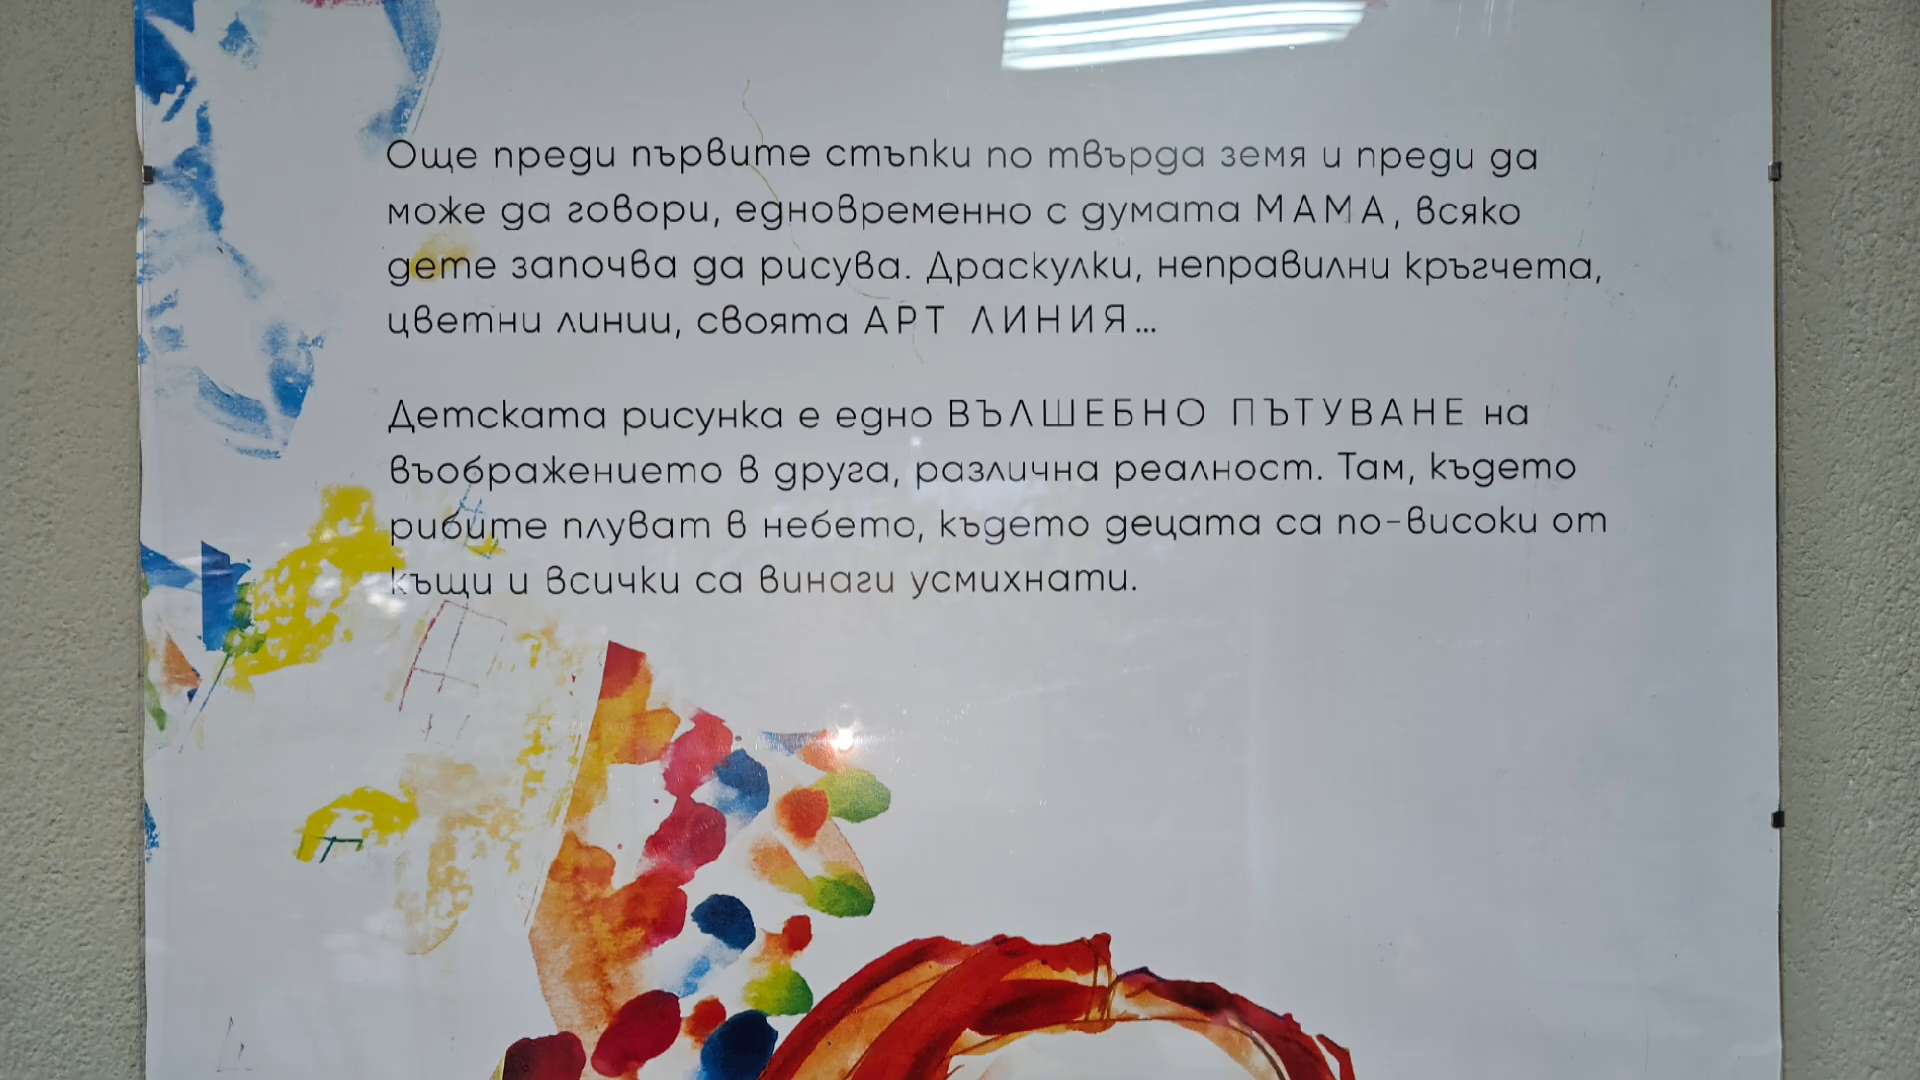 Още преди първите стъпки по твърда земя и преди да
може да говори, едновременно с думата МАМА, всяко
дете започва да рисува. Драскулки, неправилни кръгчета,
цветни линии, своята АРТ ЛИНИЯ...
Детската рисунка е едно ВЪЛШЕБНО ПЪТУВАНЕ на
въображението в друга, различна реалност. Там, където
рибите плуват в небето, където децата са по-високи от
къщи и всички са винаги усмихнати.